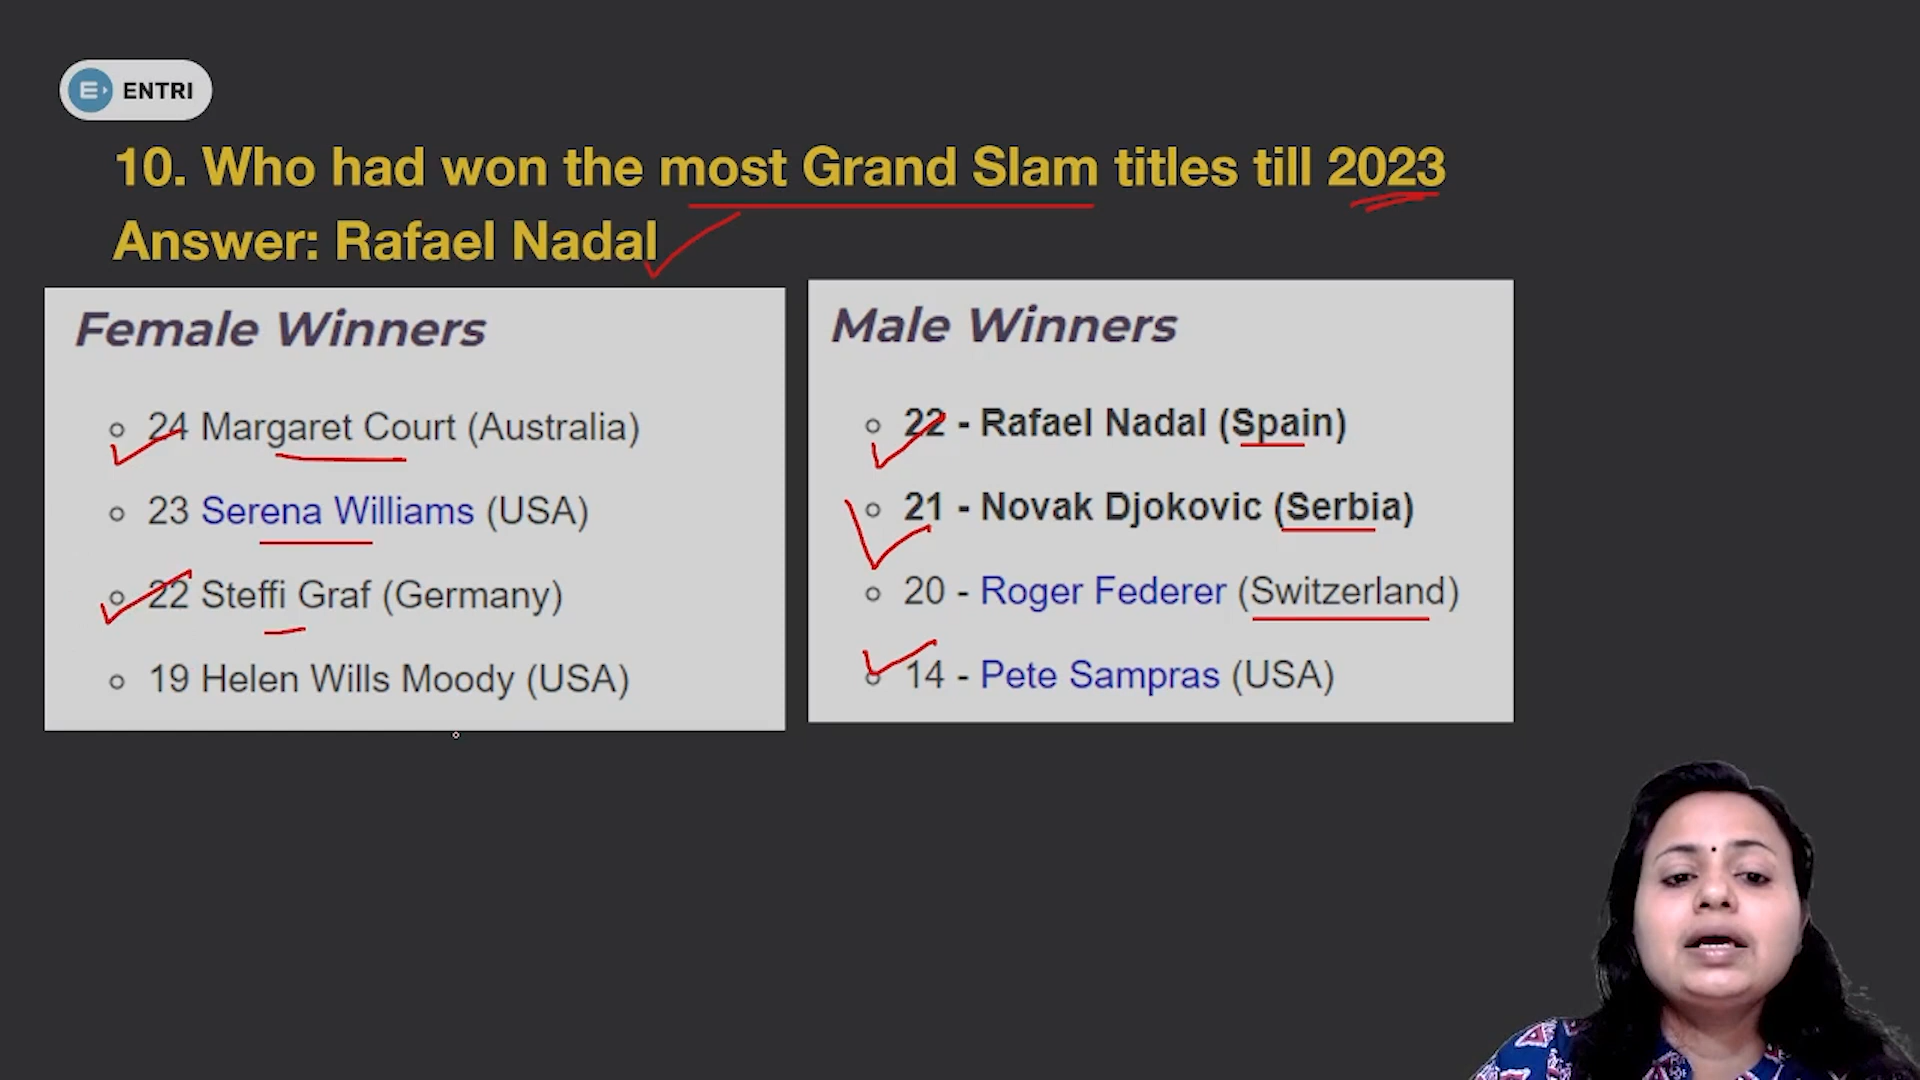 ENTRI
10. Who had won the most Grand Slam titles till 2023
Answer: Rafael Nadal
Female Winners
24 Margaret Court (Australia)
23 Serena Williams (USA)
22 Steffi Graf (Germany)
19 Helen Wills Moody (USA)
Male Winners
22 - Rafael Nadal (Spain)
21 - Novak Djokovic (Serbia)
20 - Roger Federer (Switzerland)
14 - Pete Sampras (USA)